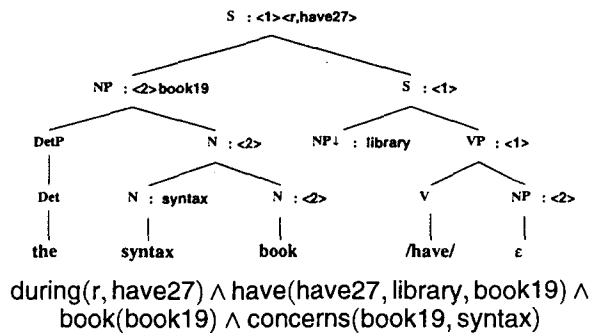 S : <1><r,have27>
NP : <2>book19 S : <1>
DetP N : <2> NP↓ : library VP : <1>
Det N : syntax N : <2> V NP : <2>
the syntax book /have/ ε
during(r, have27) ∧ have(have27, library, book19) ∧
book(book19) ∧ concerns(book19, syntax)